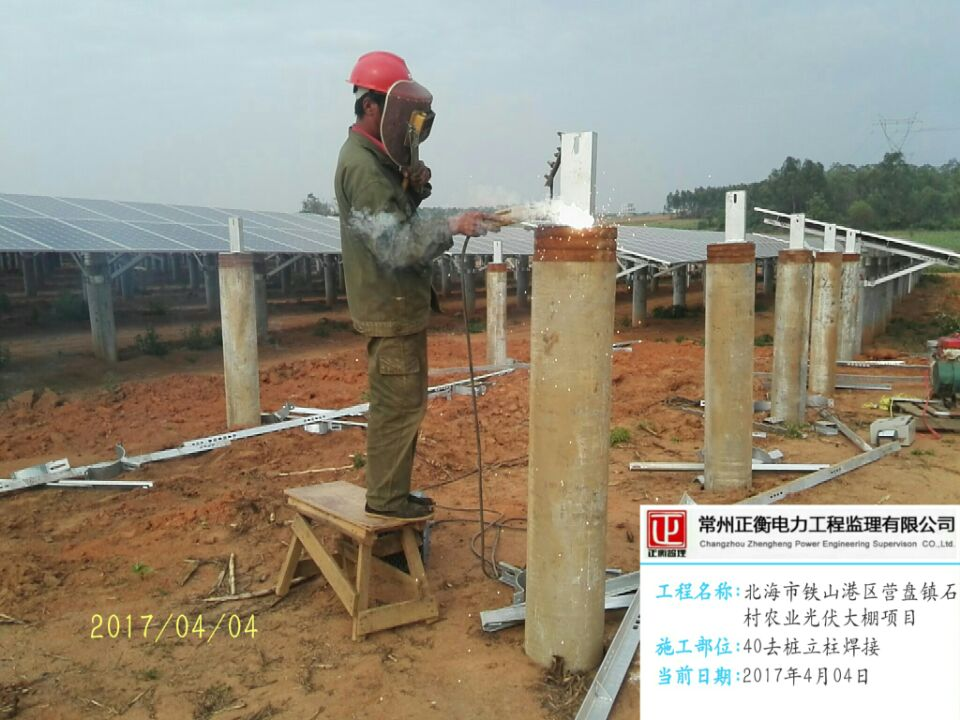 2017/04/04
正衡监理
常州正衡电力工程监理有限公司
Changzhou Zhengheng Power Engineering Supervison CO.,Ltd.
工程名称:北海市铁山港区营盘镇石
村农业光伏大棚项目
施工部位:40去桩立柱焊接
当前日期:2017年4月04日